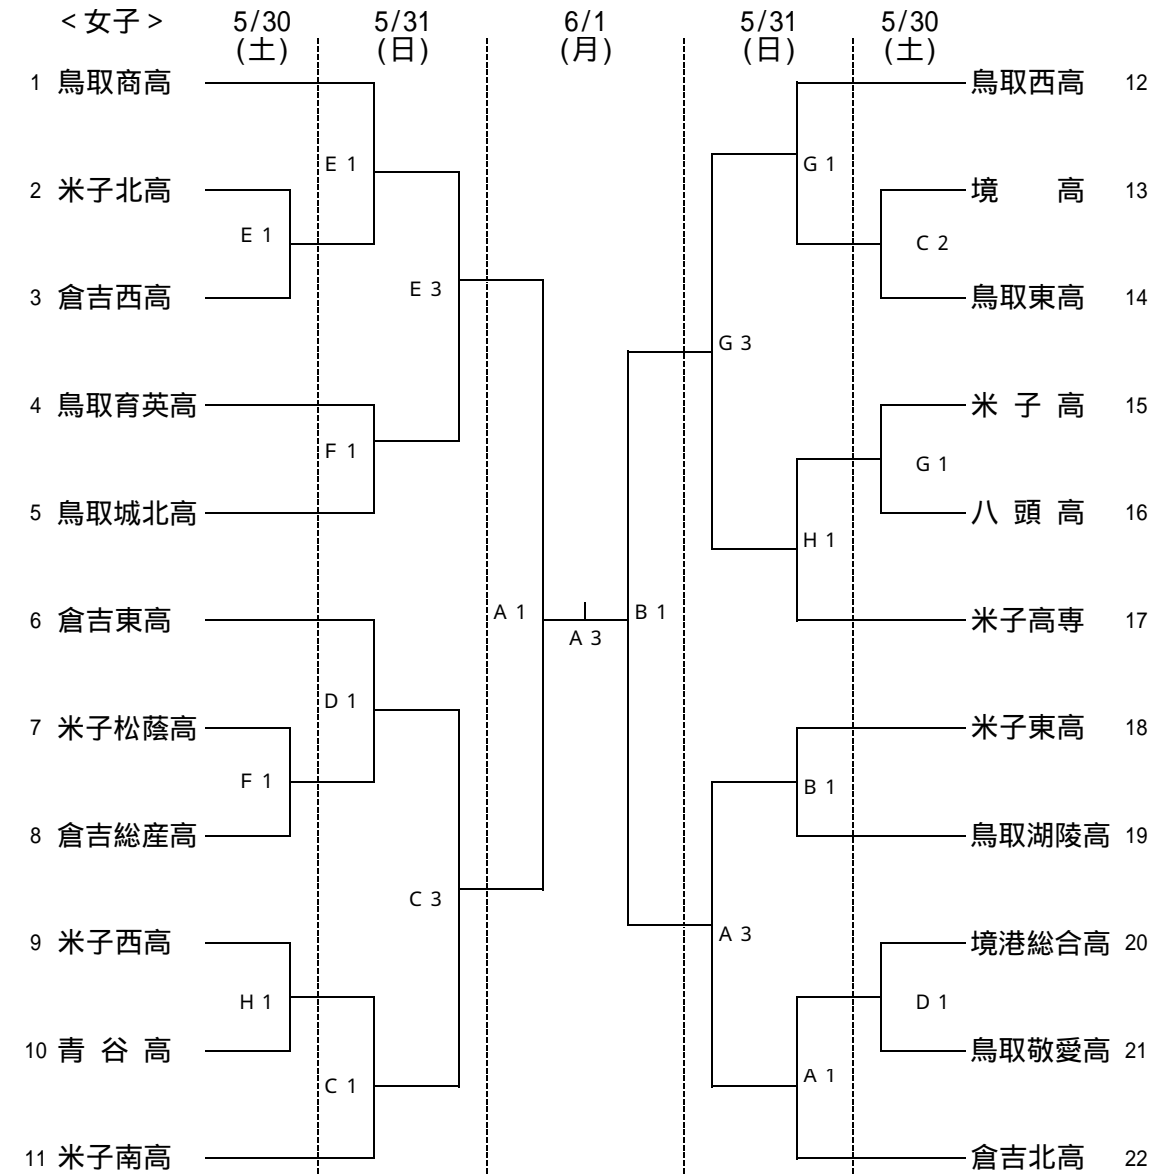 ＜女子＞ 5/30 5/31 6/1 5/31 5/30
(土) (日) (月) (日) (土)
1 鳥取商高 鳥取西高 12
E 1 G 1
2 米子北高 境　　高 13
E 1 C 2
E 3
3 倉吉西高 鳥取東高 14
G 3
4 鳥取育英高 米 子 高 15
F 1 G 1
5 鳥取城北高 八 頭 高 16
H 1
A 1 B 1
6 倉吉東高 米子高専 17
A 3
D 1
7 米子松蔭高 米子東高 18
F 1 B 1
8 倉吉総産高 鳥取湖陵高 19
C 3
A 3
9 米子西高 境港総合高 20
H 1 D 1
10 青 谷 高 鳥取敬愛高 21
C 1 A 1
11 米子南高 倉吉北高 22